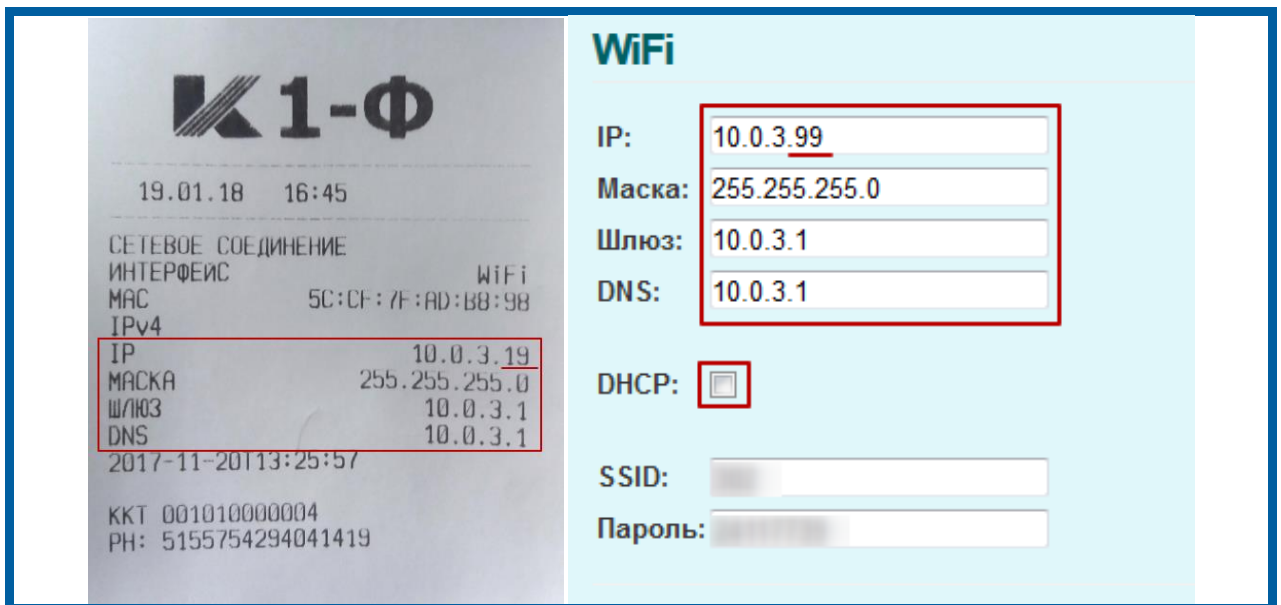 К1-Ф
19.01.18 16:45
СЕТЕВОЕ СОЕДИНЕНИЕ
ИНТЕРФЕЙС WiFi
MAC 5C:CF:7F:AD:B8:98
IPv4
IP 10.0.3.19
МАСКА 255.255.255.0
ШЛЮЗ 10.0.3.1
DNS 10.0.3.1
2017-11-20T13:25:57
ККТ 001010000004
РН: 5155754294041419
WiFi
IP: 10.0.3.99
Маска: 255.255.255.0
Шлюз: 10.0.3.1
DNS: 10.0.3.1
DHCP:
SSID:
Пароль: